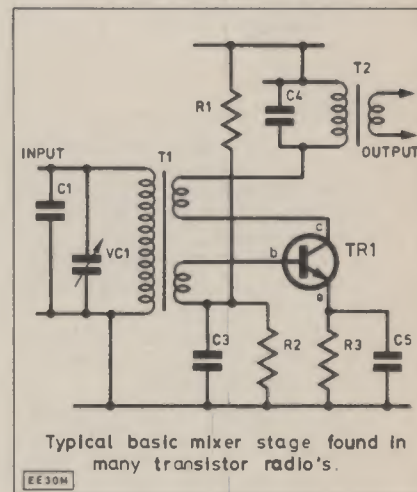 T2
C4
R1
INPUT
T1
OUTPUT
C1
VC1
c
b
TR1
e
C3
R2
R3
C5
Typical basic mixer stage found in
many transistor radio's.
EE30M